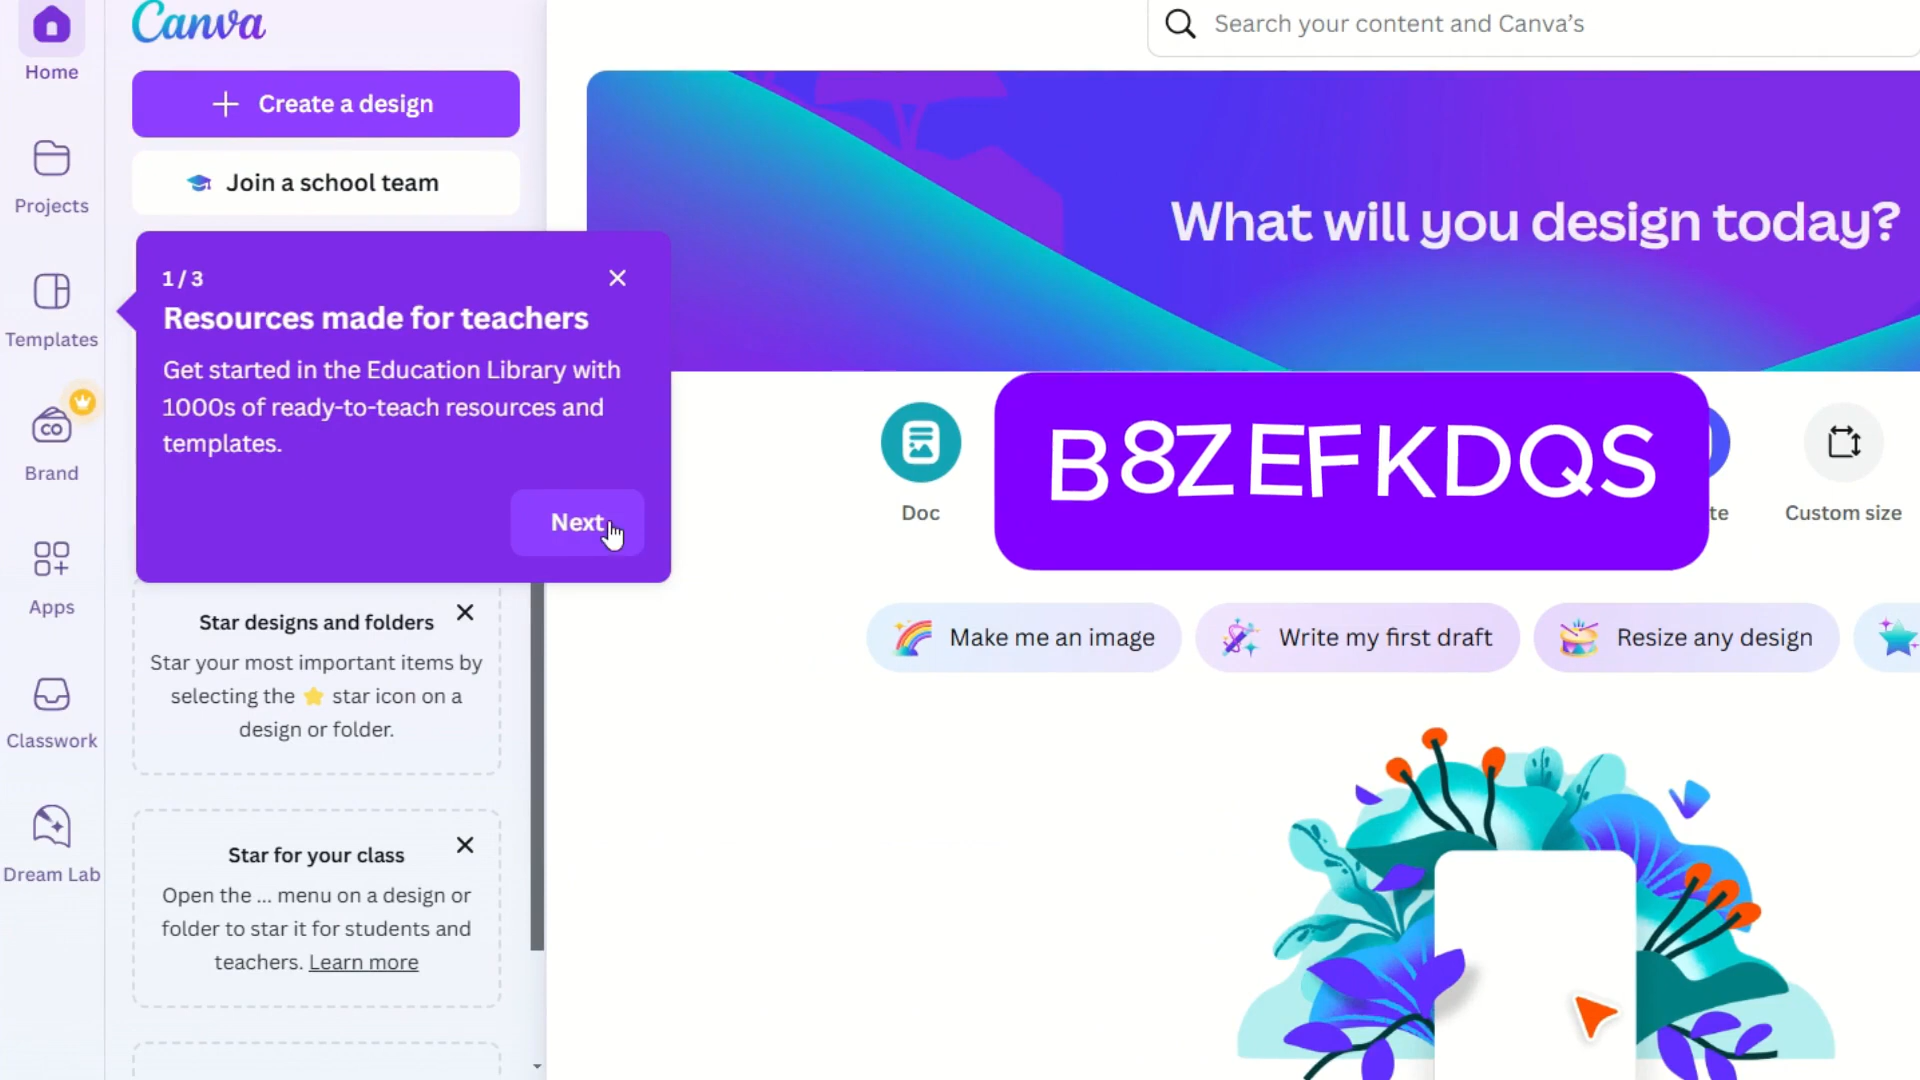 Canva
Search your content and Canva's
Home
Create a design
Projects
Join a school team
What will you design today?
1 / 3
Resources made for teachers
Get started in the Education Library with
1000s of ready-to-teach resources and
templates.
Next
Templates
CO
Brand
Doc
B8ZEFKDQS
te
Custom size
Apps
Star designs and folders
Star your most important items by
selecting the ⭐ star icon on a
design or folder.
Make me an image
Write my first draft
Resize any design
Classwork
Star for your class
Open the ... menu on a design or
folder to star it for students and
teachers. Learn more
Dream Lab